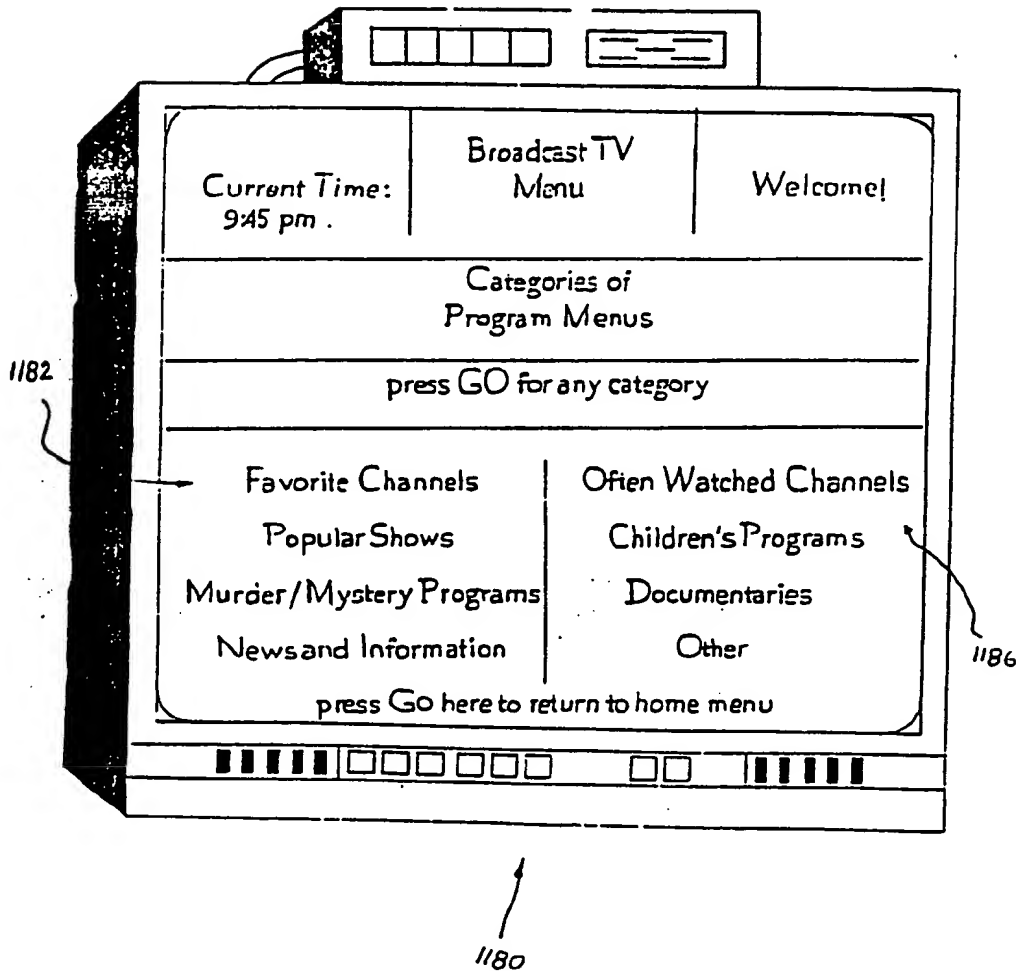 Broadcast TV
Menu
Current Time:
9:45 pm .
Welcome!
Categories of
Program Menus
press GO for any category
1182
Favorite Channels
Often Watched Channels
Popular Shows
Children's Programs
Murder/Mystery Programs
Documentaries
News and Information
Other
1186
press Go here to return to home menu
1180